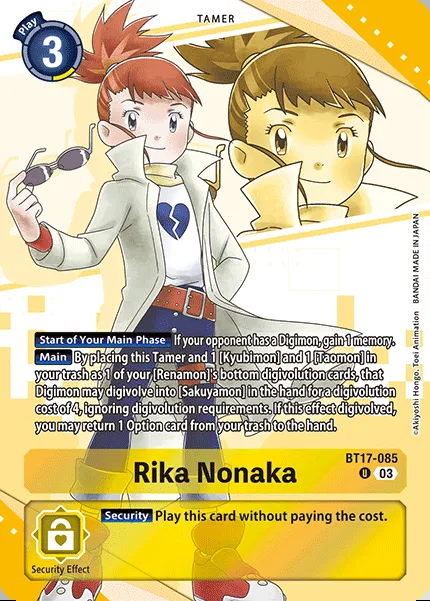 Play
3
TAMER
Start of Your Main Phase If your opponent has a Digimon, gain 1 memory.
Main By placing this Tamer and 1 [Kyubimon] and 1 [Taomon] in
your trash as 1 of your [Renamon]'s bottom digivolution cards, that
Digimon may digivolve into [Sakuyamon] in the hand for a digivolution
cost of 4, ignoring digivolution requirements. If this effect digivolved,
you may return 1 Option card from your trash to the hand.
©Akiyoshi Hongo, Toei Animation BANDAI MADE IN JAPAN
BT17-085
Rika Nonaka
U 03
Security Play this card without paying the cost.
Security Effect